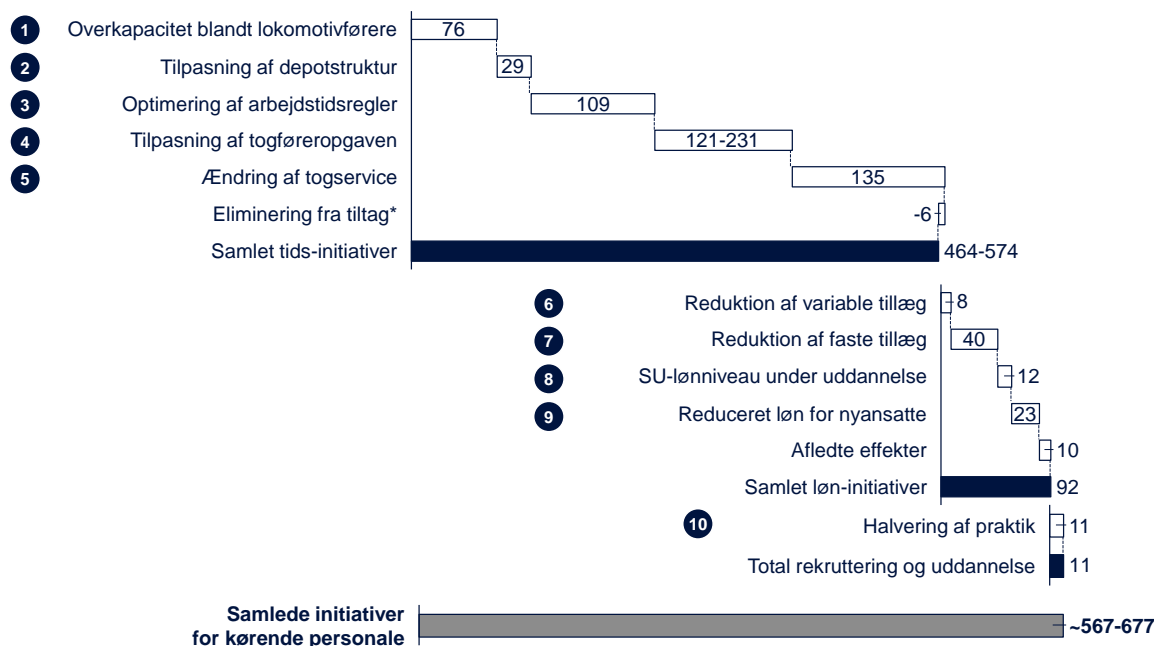 1 Overkapacitet blandt lokomotivførere 76
2 Tilpasning af depotstruktur 29
3 Optimering af arbejdstidsregler 109
4 Tilpasning af togføreropgaven 121-231
5 Ændring af togservice 135
Eliminering fra tiltag* -6
Samlet tids-initiativer 464-574
6 Reduktion af variable tillæg 8
7 Reduktion af faste tillæg 40
8 SU-lønniveau under uddannelse 12
9 Reduceret løn for nyansatte 23
Afledte effekter 10
Samlet løn-initiativer 92
10 Halvering af praktik 11
Total rekruttering og uddannelse 11
Samlede initiativer
for kørende personale ~567-677